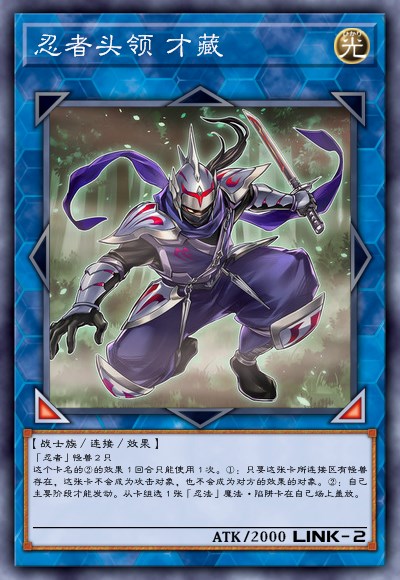 忍者头领 才藏
光
【战士族／连接／效果】
「忍者」怪兽２只
这个卡名的②的效果１回合只能使用１次。①：只要这张卡所连接区有怪兽
存在，这张卡不会成为攻击对象，也不会成为对方的效果的对象。②：自己
主要阶段才能发动。从卡组选１张「忍法」魔法·陷阱卡在自己场上盖放。
ATK/2000 LINK-2